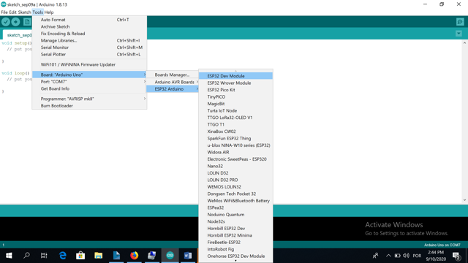 sketch_sep09a | Arduino 1.8.13
File Edit Sketch Tools Help
Auto Format Ctrl+T
Archive Sketch
Fix Encoding & Reload
Manage Libraries... Ctrl+Shift+I
Serial Monitor Ctrl+Shift+M
Serial Plotter Ctrl+Shift+L
WiFi101 / WiFiNINA Firmware Updater
Board: "Arduino Uno"
Port: "COM7"
Get Board Info
Programmer: "AVRISP mkII"
Burn Bootloader
void setup()
// put you
}
void loop()
// put you
}
Boards Manager...
Arduino AVR Boards
ESP32 Arduino
ESP32 Dev Module
ESP32 Wrover Module
ESP32 Pico Kit
TinyPICO
MagicBit
Turta IoT Node
TTGO LoRa32-OLED V1
TTGO T1
SparkFun ESP32 Thing
u-blox NINA-W10 series (ESP32)
Widora AIR
Electronic SweetPeas - ESP320
Nano32
LOLIN D32
LOLIN D32 PRO
WEMOS LOLIN32
Dongsen Tech Pocket 32
WeMos WiFi&Bluetooth Battery
ESPea32
Noduino Quantum
Node32s
Hornbill ESP32 Dev
Hornbill ESP32 Minima
FireBeetle-ESP32
IntoRobot Fig
Onehorse ESP32 Dev Module
Activate Windows
Go to Settings to activate Windows.
Arduino Uno on COM7
POR
2:44 PM
9/10/2020